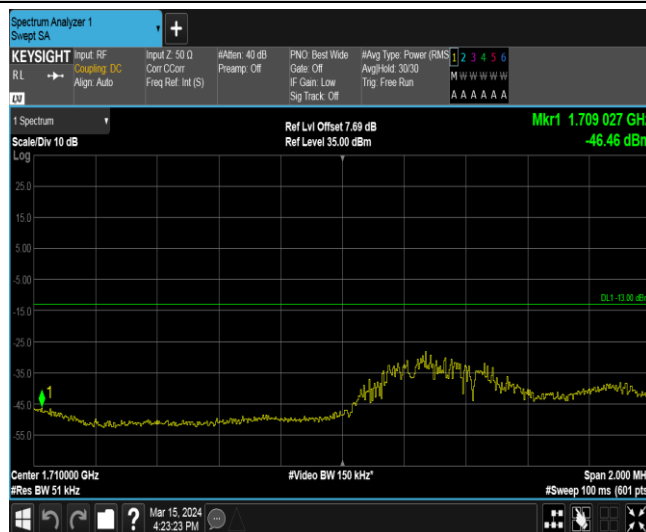 Spectrum Analyzer 1
Swept SA
+
KEYSIGHT
RL
LXI
Input: RF
Coupling: DC
Align: Auto
Input Z: 50 Ω
Corr CCorr
Freq Ref: Int (S)
#Atten: 40 dB
Preamp: Off
PNO: Best Wide
Gate: Off
IF Gain: Low
Sig Track: Off
#Avg Type: Power (RMS
Avg|Hold: 30/30
Trig: Free Run
1 2 3 4 5 6
M W W W W W
A A A A A A
1 Spectrum
Scale/Div 10 dB
Ref Lvl Offset 7.69 dB
Ref Level 35.00 dBm
Mkr1 1.709 027 GHz
-46.46 dBm
Log
25.0
15.0
5.00
-5.00
DL1 -13.00 dBm
-15.0
-25.0
-35.0
1
-45.0
-55.0
Center 1.710000 GHz
#Video BW 150 kHz*
Span 2.000 MH
#Res BW 51 kHz
#Sweep 100 ms (601 pts
?
Mar 15, 2024
4:23:23 PM